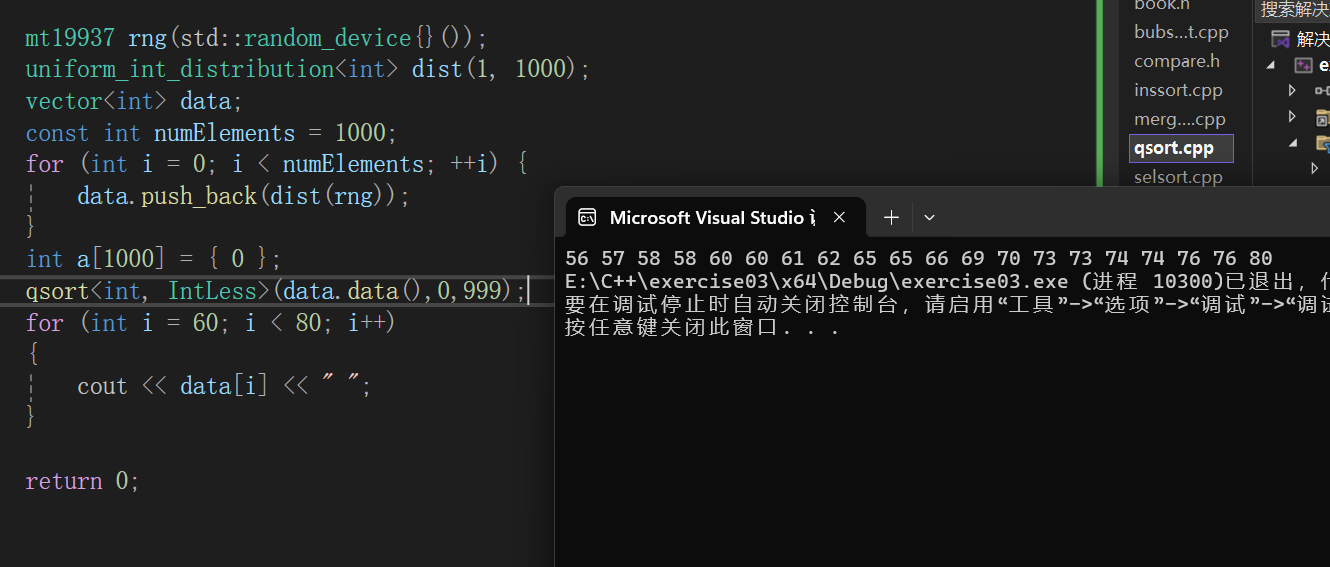 mt19937 rng(std::random_device{}());
uniform_int_distribution<int> dist(1, 1000);
vector<int> data;
const int numElements = 1000;
for (int i = 0; i < numElements; ++i) {
data.push_back(dist(rng));
}
int a[1000] = { 0 };
qsort<int, IntLess>(data.data(),0,999);
for (int i = 60; i < 80; i++)
{
cout << data[i] << " ";
}
return 0;
book.h
bubs...t.cpp
compare.h
inssort.cpp
merg....cpp
qsort.cpp
selsort.cpp
搜索解决
解决
Microsoft Visual Studio
56 57 58 58 60 60 61 62 65 65 66 69 70 73 73 74 74 76 76 80
E:\C++\exercise03\x64\Debug\exercise03.exe (进程 10300)已退出，
要在调试停止时自动关闭控制台，请启用“工具”->“选项”->“调试”->“调
按任意键关闭此窗口. . .